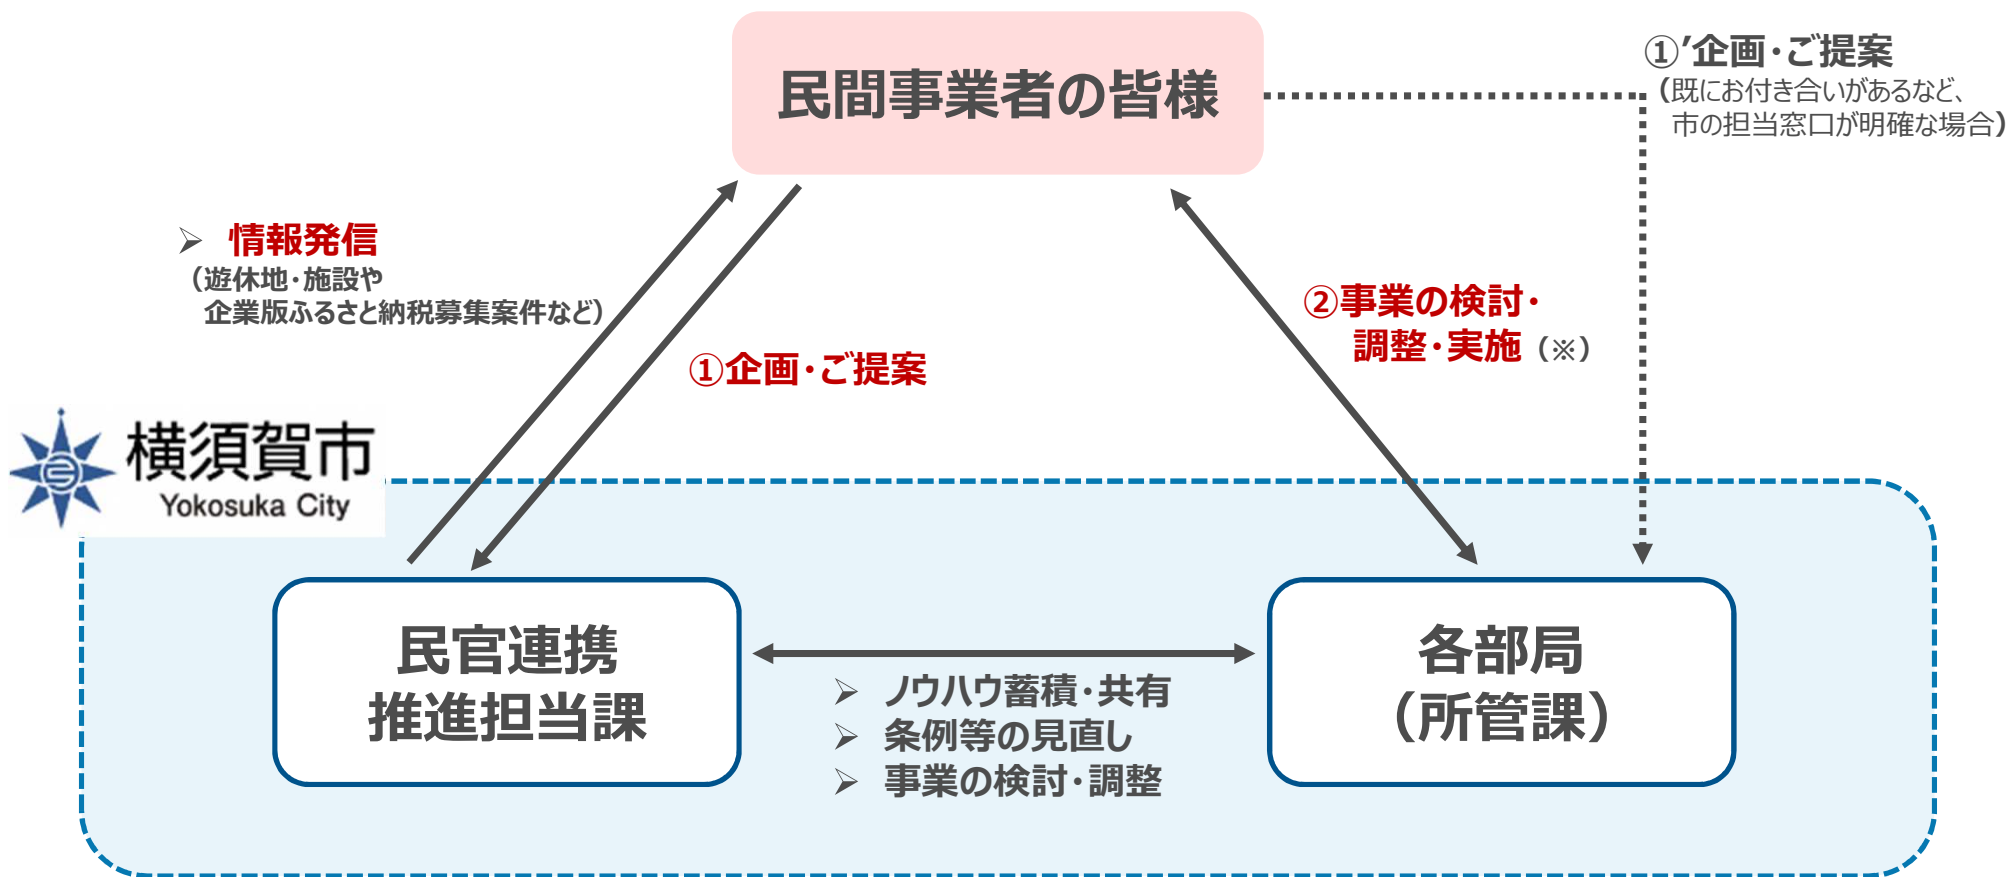 民間事業者の皆様
①’企画・ご提案
（既にお付き合いがあるなど、
市の担当窓口が明確な場合）
➢ 情報発信
（遊休地・施設や
企業版ふるさと納税募集案件など）
①企画・ご提案
②事業の検討・
調整・実施（※）
横須賀市
Yokosuka City
民官連携
推進担当課
各部局
（所管課）
➢ ノウハウ蓄積・共有
➢ 条例等の見直し
➢ 事業の検討・調整